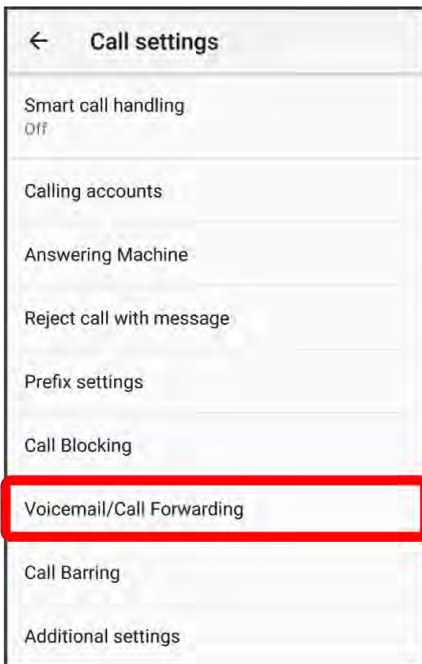 Call settings
Smart call handling
Off
Calling accounts
Answering Machine
Reject call with message
Prefix settings
Call Blocking
Voicemail/Call Forwarding
Call Barring
Additional settings